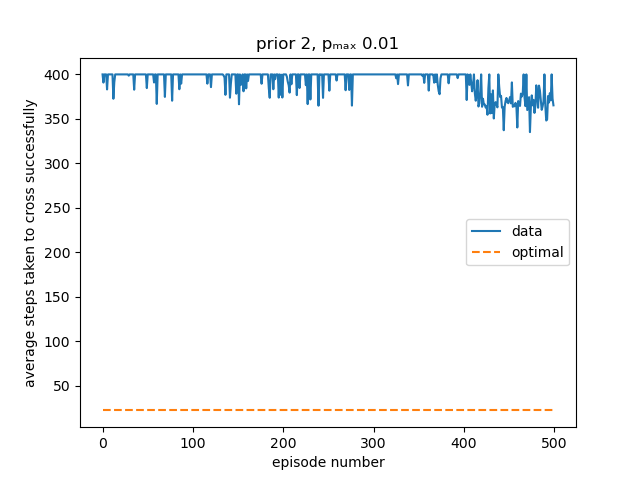 prior 2, pₘₐₓ 0.01
average steps taken to cross successfully
400
350
300
250
200
150
100
50
data
optimal
0 100 200 300 400 500
episode number